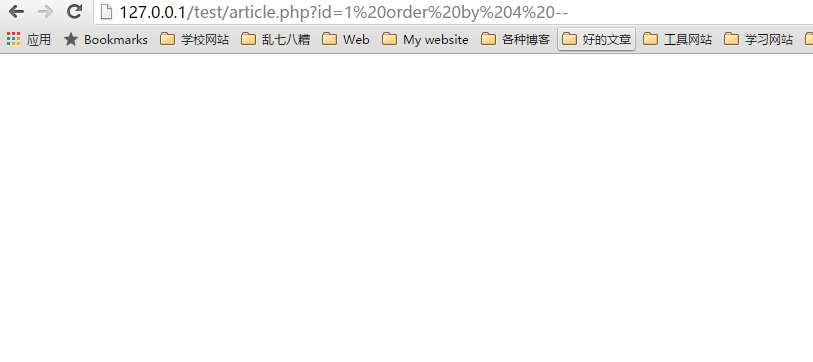 127.0.0.1/test/article.php?id=1%20order%20by%204%20--
应用 Bookmarks 学校网站 乱七八糟 Web My website 各种博客 好的文章 工具网站 学习网站